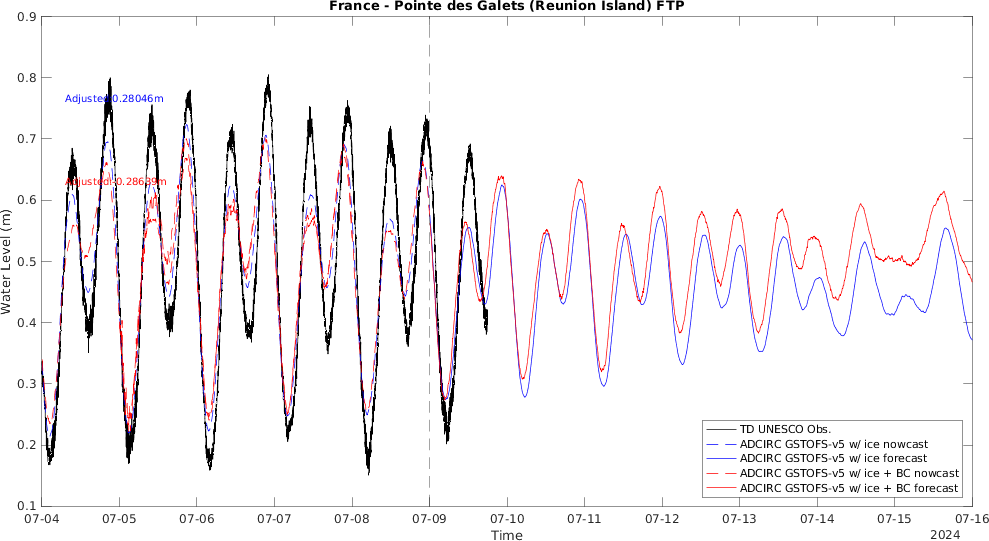 France - Pointe des Galets (Reunion Island) FTP
0.9
0.8
0.7
0.6
0.5
0.4
0.3
0.2
0.1
Water Level (m)
Adjusted 0.28046m
TD UNESCO Obs.
ADCIRC GSTOFS-v5 w/ ice nowcast
ADCIRC GSTOFS-v5 w/ ice forecast
ADCIRC GSTOFS-v5 w/ ice + BC nowcast
ADCIRC GSTOFS-v5 w/ ice + BC forecast
07-04 07-05 07-06 07-07 07-08 07-09 07-10 07-11 07-12 07-13 07-14 07-15 07-16
Time
2024